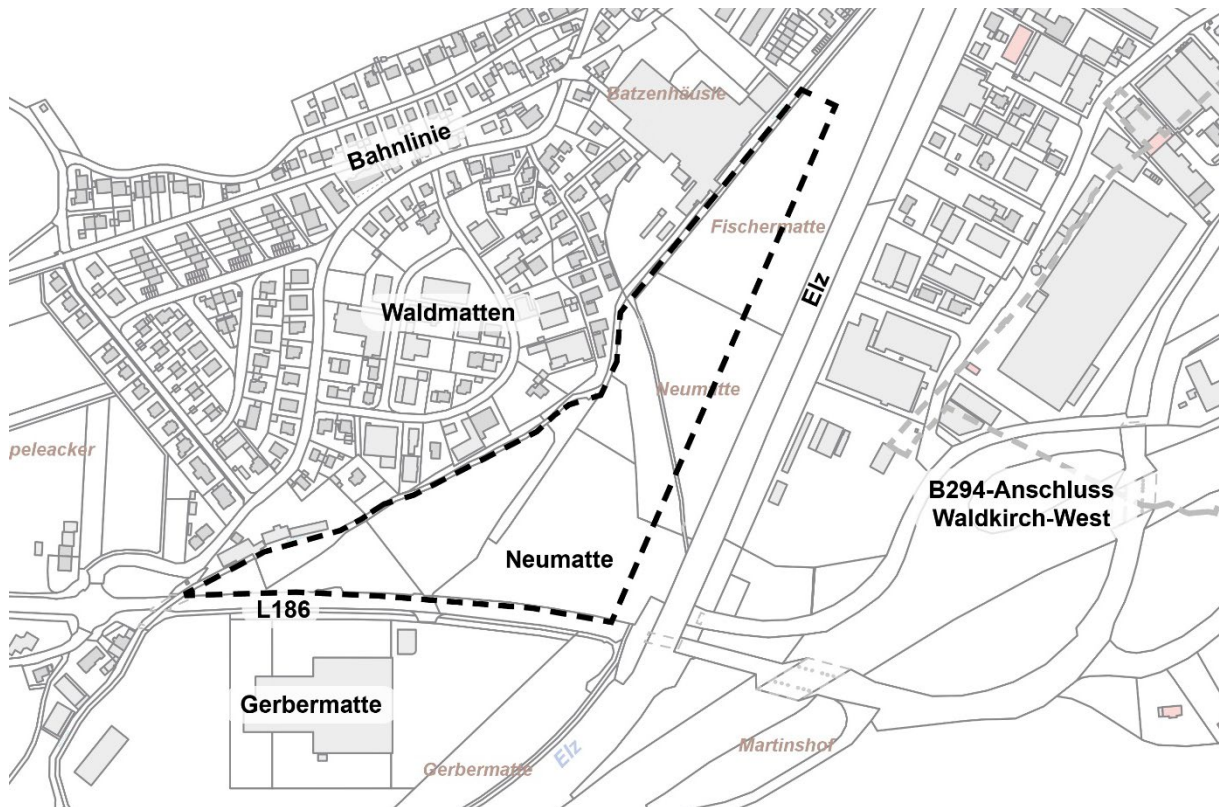 Batzenhäusle
Bahnlinie
Fischermatte
Elz
Waldmatten
Neumatte
peleacker
B294-Anschluss
Waldkirch-West
Neumatte
L186
Gerbermatte
Martinshof
Gerbermatte
Elz